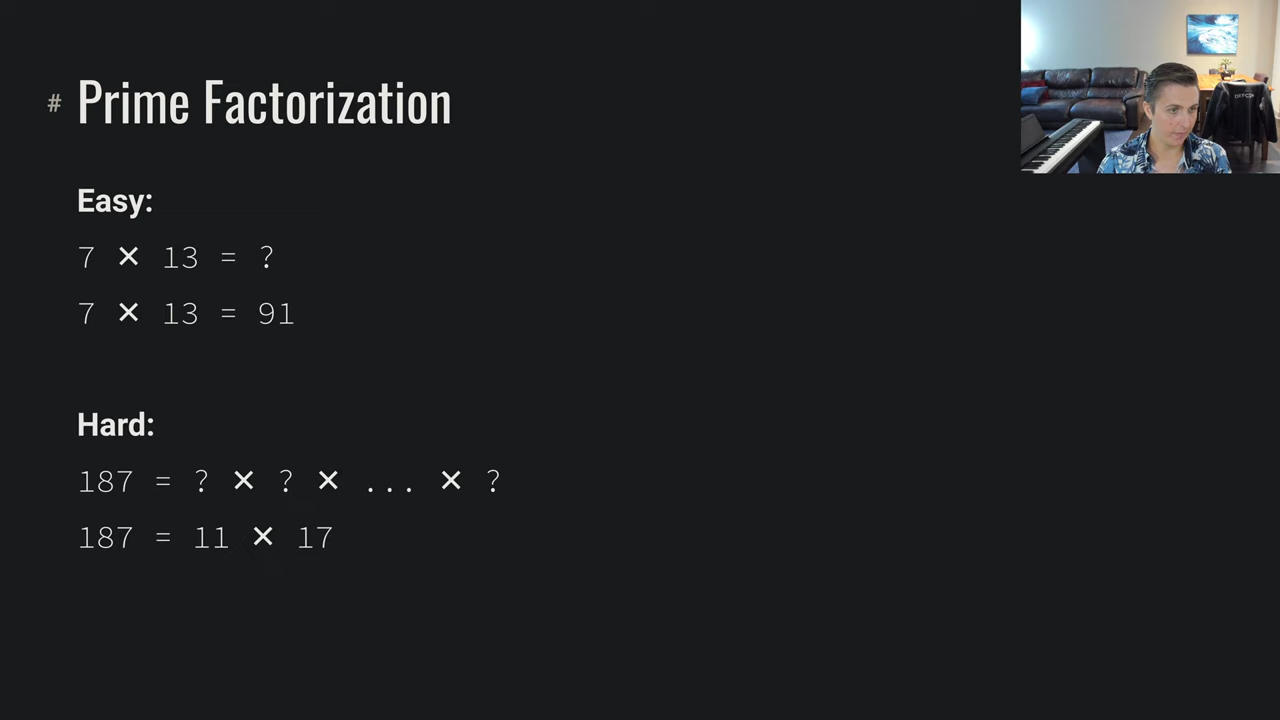 # Prime Factorization
Easy:
7 × 13 = ?
7 × 13 = 91
Hard:
187 = ? × ? × ... × ?
187 = 11 × 17